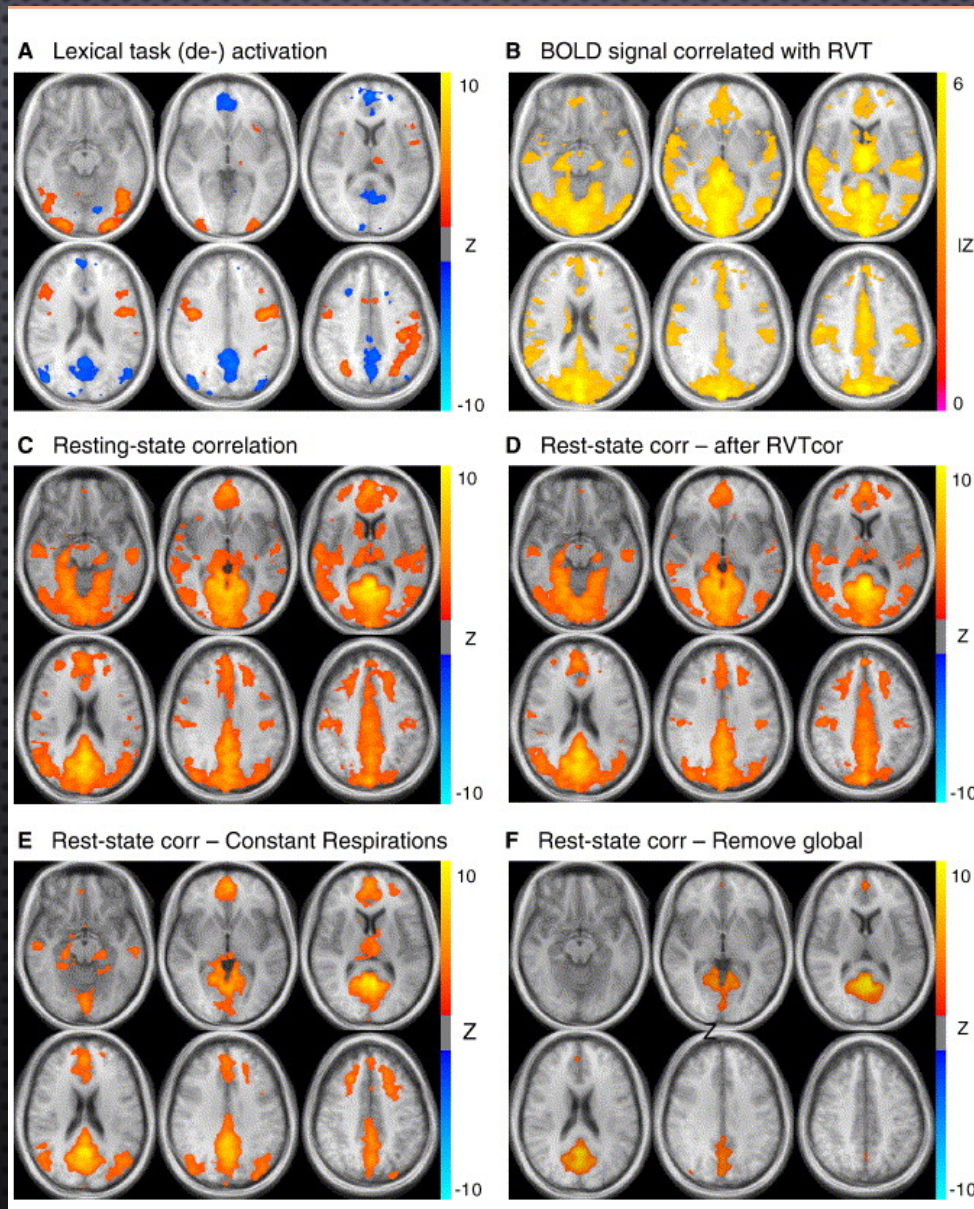 A Lexical task (de-) activation
10
Z
-10
B BOLD signal correlated with RVT
6
|Z
0
C Resting-state correlation
10
Z
-10
D Rest-state corr – after RVTcor
10
Z
-10
E Rest-state corr – Constant Respirations
10
Z
-10
F Rest-state corr – Remove global
10
Z
Z
-10